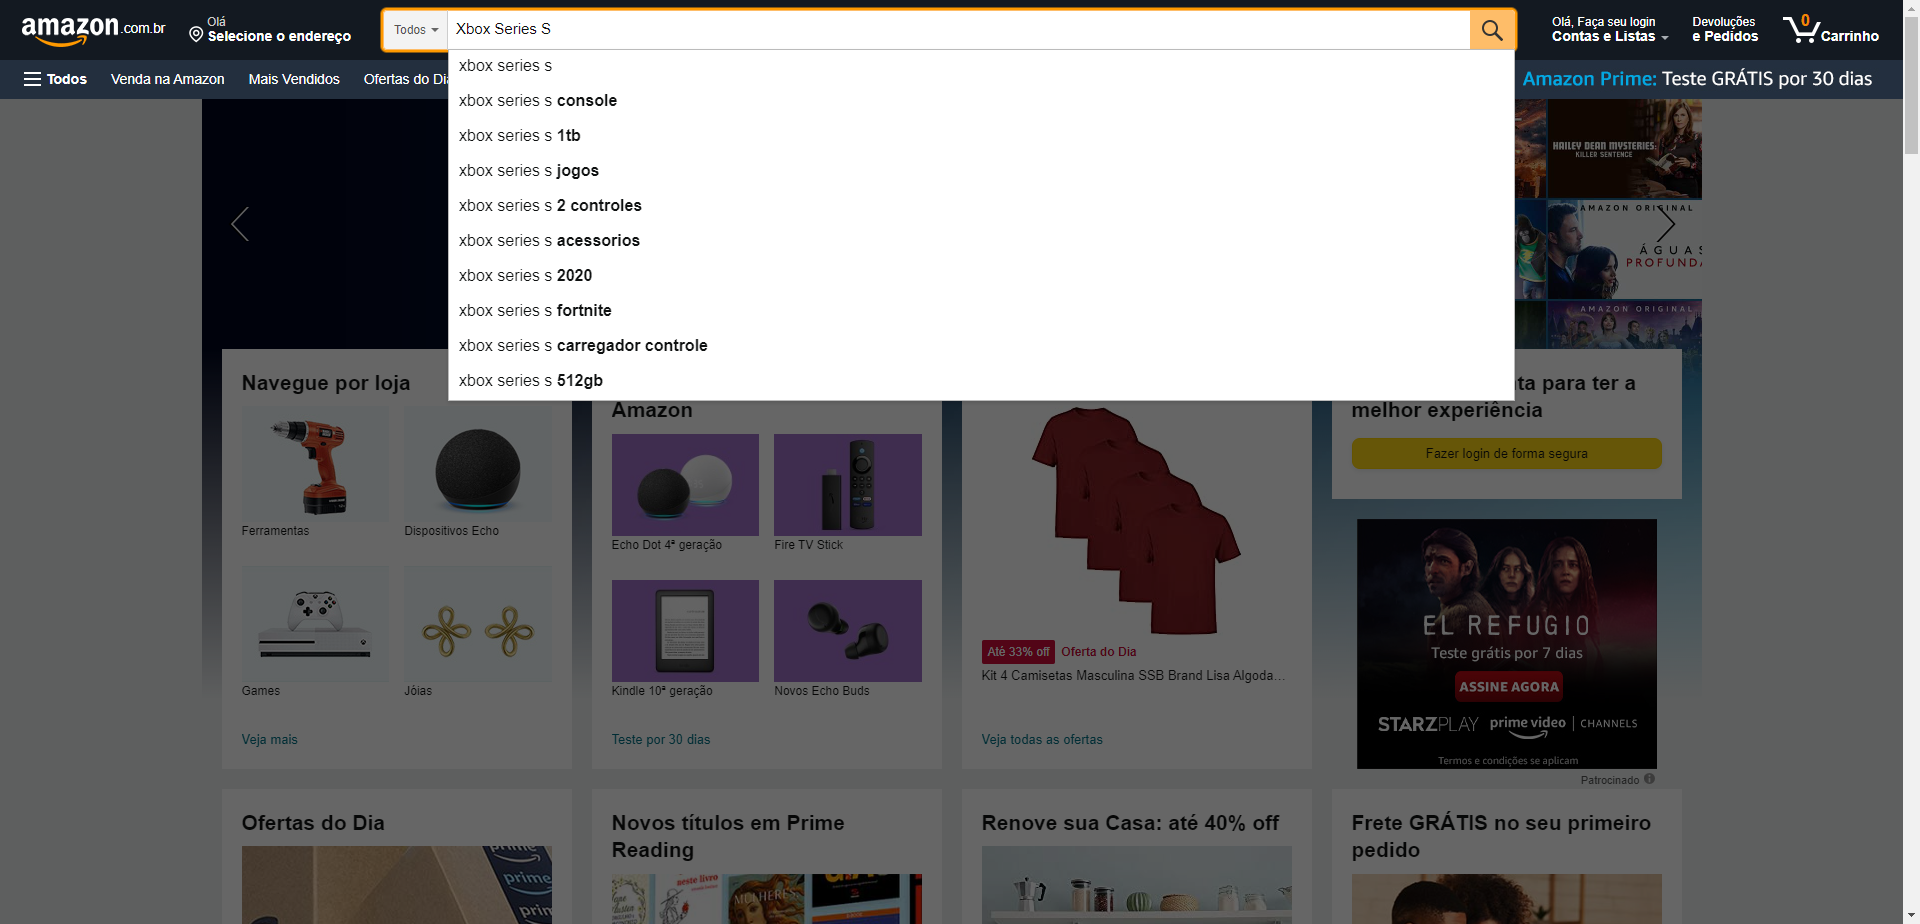 amazon.com.br
Olá
Selecione o endereço
Todos
Xbox Series S
Olá, Faça seu login
Contas e Listas
Devoluções
e Pedidos
0
Carrinho
Todos
Venda na Amazon
Mais Vendidos
Ofertas do Di
Amazon Prime: Teste GRÁTIS por 30 dias
xbox series s
xbox series s console
xbox series s 1tb
xbox series s jogos
xbox series s 2 controles
xbox series s acessorios
xbox series s 2020
xbox series s fortnite
xbox series s carregador controle
xbox series s 512gb
HAILEY DEAN MYSTERIES:
KILLER SENTENCE
AMAZON ORIGINAL
ÁGUAS
PROFUNDA
AMAZON ORIGINAL
Navegue por loja
Ferramentas
Dispositivos Echo
Games
Jóias
Veja mais
Amazon
Echo Dot 4ª geração
Fire TV Stick
Kindle 10ª geração
Novos Echo Buds
Teste por 30 dias
Até 33% off
Oferta do Dia
Kit 4 Camisetas Masculina SSB Brand Lisa Algoda…
Veja todas as ofertas
ta para ter a
melhor experiência
Fazer login de forma segura
EL REFUGIO
Teste grátis por 7 dias
ASSINE AGORA
STARZPLAY
prime video | CHANNELS
Termos e condições se aplicam
Patrocinado
Ofertas do Dia
prime
prime
Novos títulos em Prime
Reading
neste livro
MULHERES
Renove sua Casa: até 40% off
Frete GRÁTIS no seu primeiro
pedido